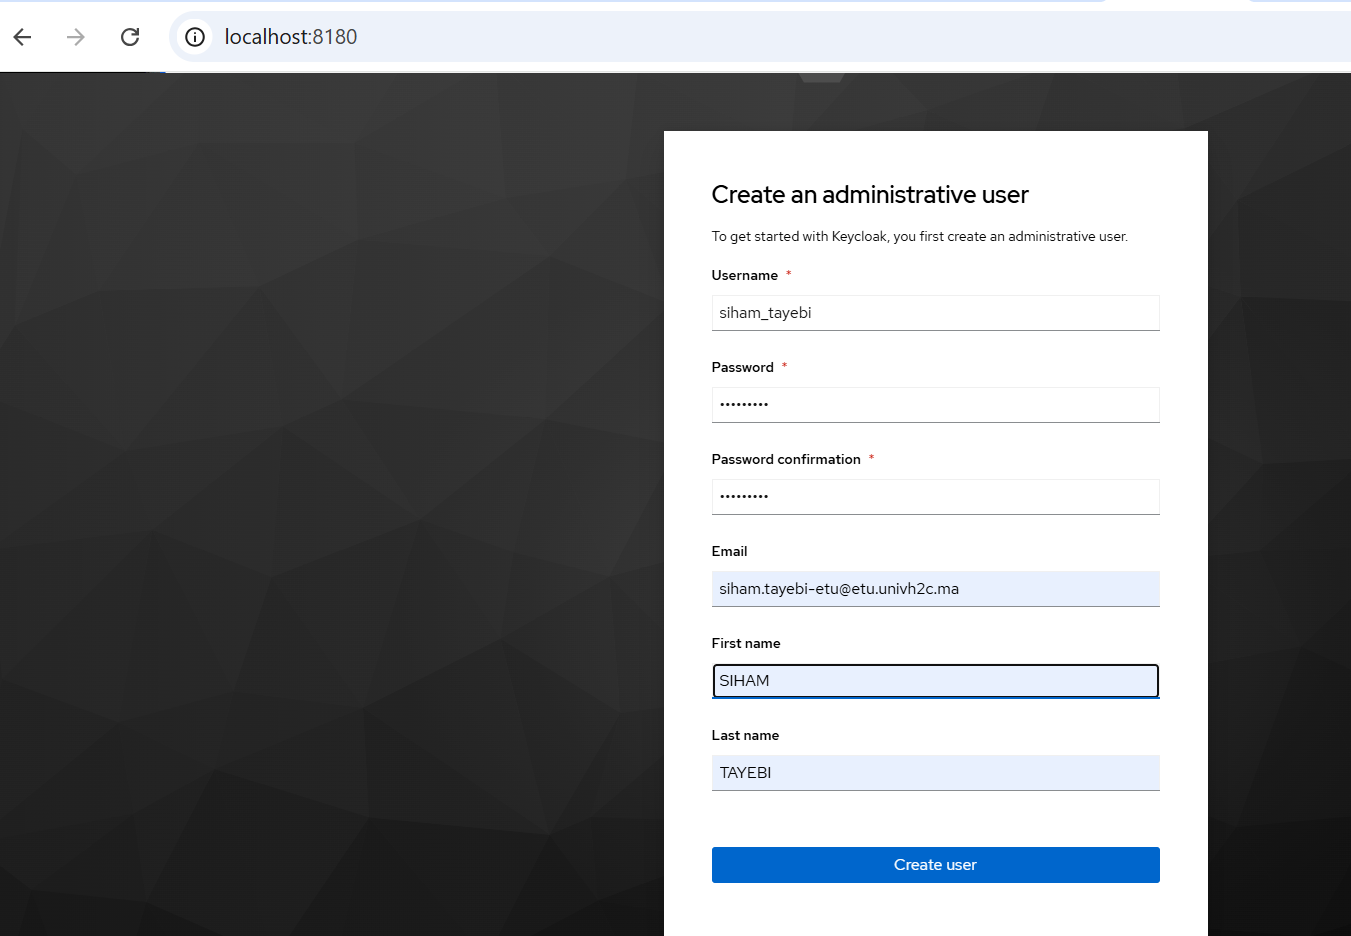 localhost:8180
Create an administrative user
To get started with Keycloak, you first create an administrative user.
Username *
siham_tayebi
Password *
•••••••••
Password confirmation *
•••••••••
Email
siham.tayebi-etu@etu.univh2c.ma
First name
SIHAM
Last name
TAYEBI
Create user